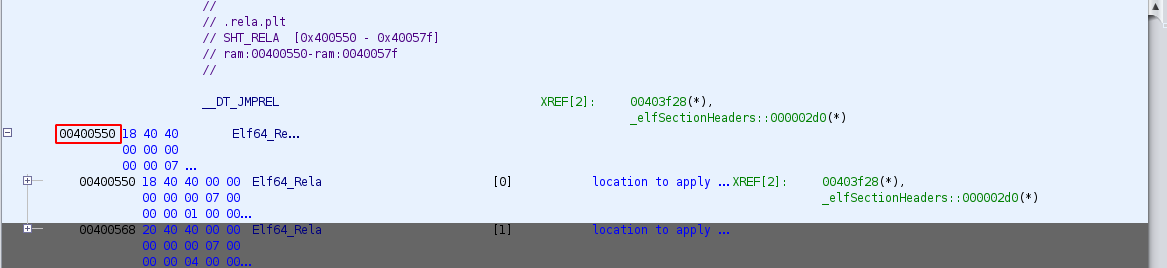 //
// .rela.plt
// SHT_RELA  [0x400550 - 0x40057f]
// ram:00400550-ram:0040057f
//
__DT_JMPREL XREF[2]: 00403f28(*),
_elfSectionHeaders::000002d0(*)
00400550 18 40 40 Elf64_Re...
00 00 00
00 00 07 ...
00400550 18 40 40 00 00 Elf64_Rela [0] location to apply ... XREF[2]: 00403f28(*),
00 00 00 07 00 _elfSectionHeaders::000002d0(*)
00 00 01 00 00...
00400568 20 40 40 00 00 Elf64_Rela [1] location to apply ...
00 00 00 07 00
00 00 04 00 00...